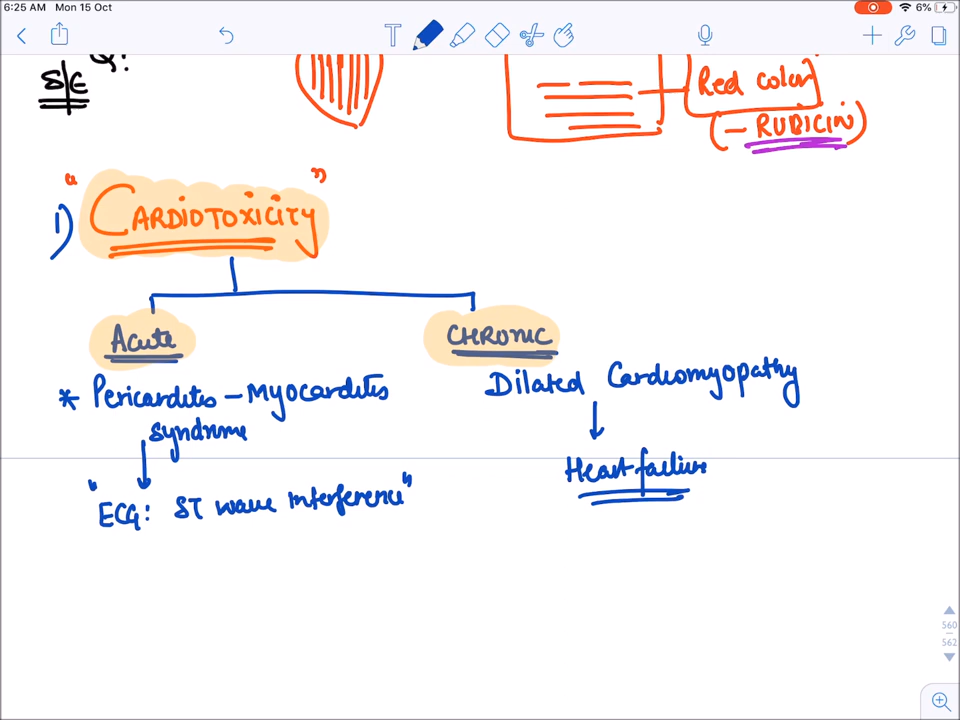 6:25 AM Mon 15 Oct
6%
T
Q:
S/E
Red color
(- RUBICIN)
"
"
1) CARDIOTOXICITY
Acute
CHRONIC
* Pericarditis - Myocarditis
syndrome
Dilated Cardiomyopathy
Heart failure
"ECG: ST wave interference"
560
562